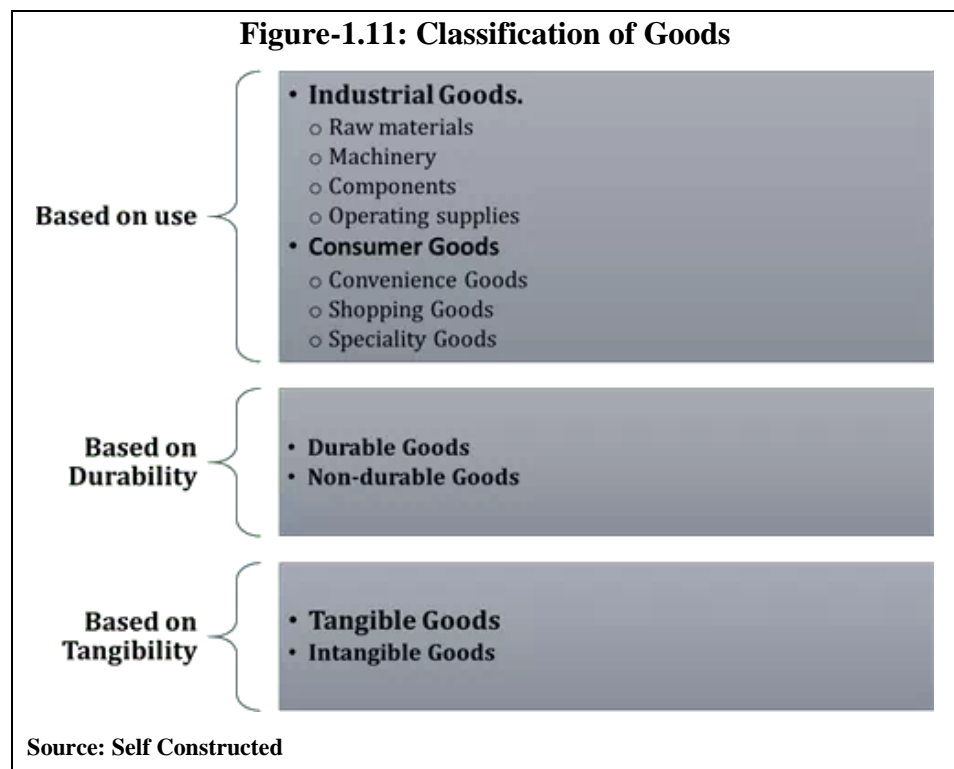 Figure-1.11: Classification of Goods
Based on use
• Industrial Goods.
o Raw materials
o Machinery
o Components
o Operating supplies
• Consumer Goods
o Convenience Goods
o Shopping Goods
o Speciality Goods
Based on
Durability
• Durable Goods
• Non-durable Goods
Based on
Tangibility
• Tangible Goods
• Intangible Goods
Source: Self Constructed